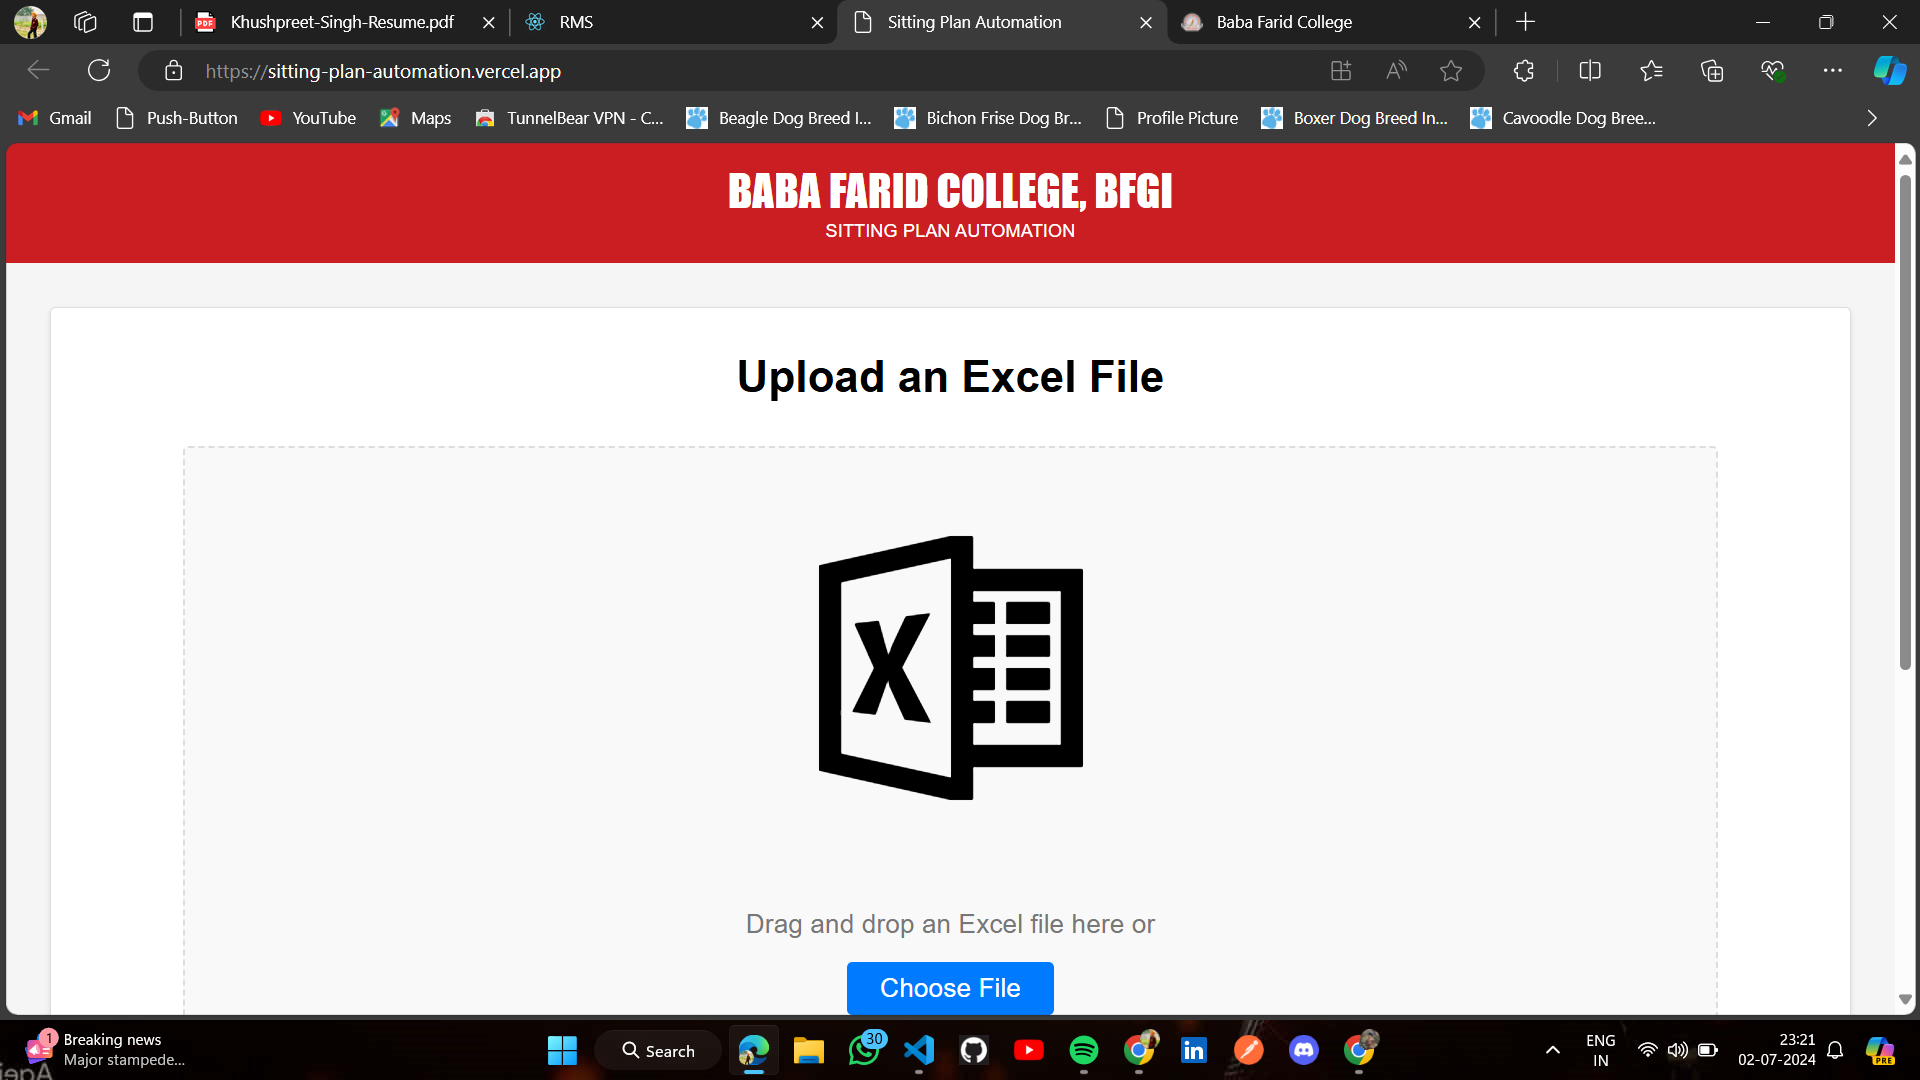 Khushpreet-Singh-Resume.pdf
RMS
Sitting Plan Automation
Baba Farid College
https://sitting-plan-automation.vercel.app
Gmail
Push-Button
YouTube
Maps
TunnelBear VPN - C...
Beagle Dog Breed I...
Bichon Frise Dog Br...
Profile Picture
Boxer Dog Breed In...
Cavoodle Dog Bree...
BABA FARID COLLEGE, BFGI
SITTING PLAN AUTOMATION
Upload an Excel File
X
Drag and drop an Excel file here or
Choose File
1
Breaking news
Major stampede...
Search
30
ENG
IN
23:21
02-07-2024
PRE